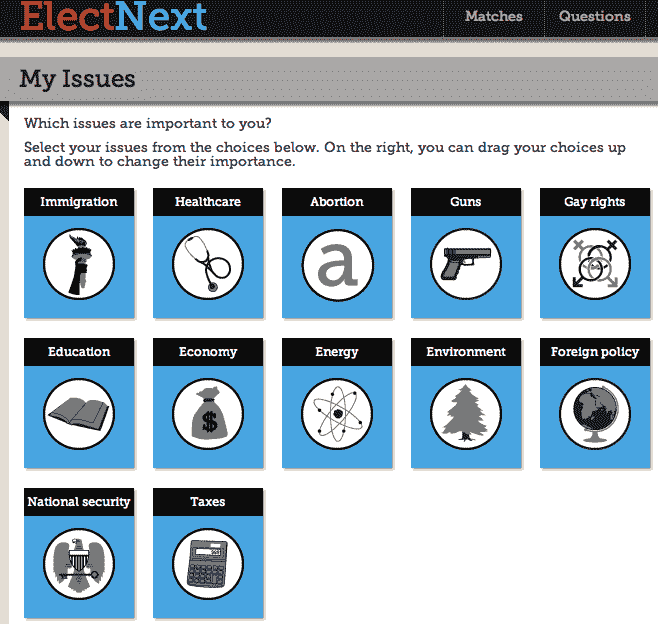 ElectNext
Matches Questions
My Issues
Which issues are important to you?
Select your issues from the choices below. On the right, you can drag your choices up
and down to change their importance.
Immigration Healthcare Abortion Guns Gay rights
a
Education Economy Energy Environment Foreign policy
$
National security Taxes